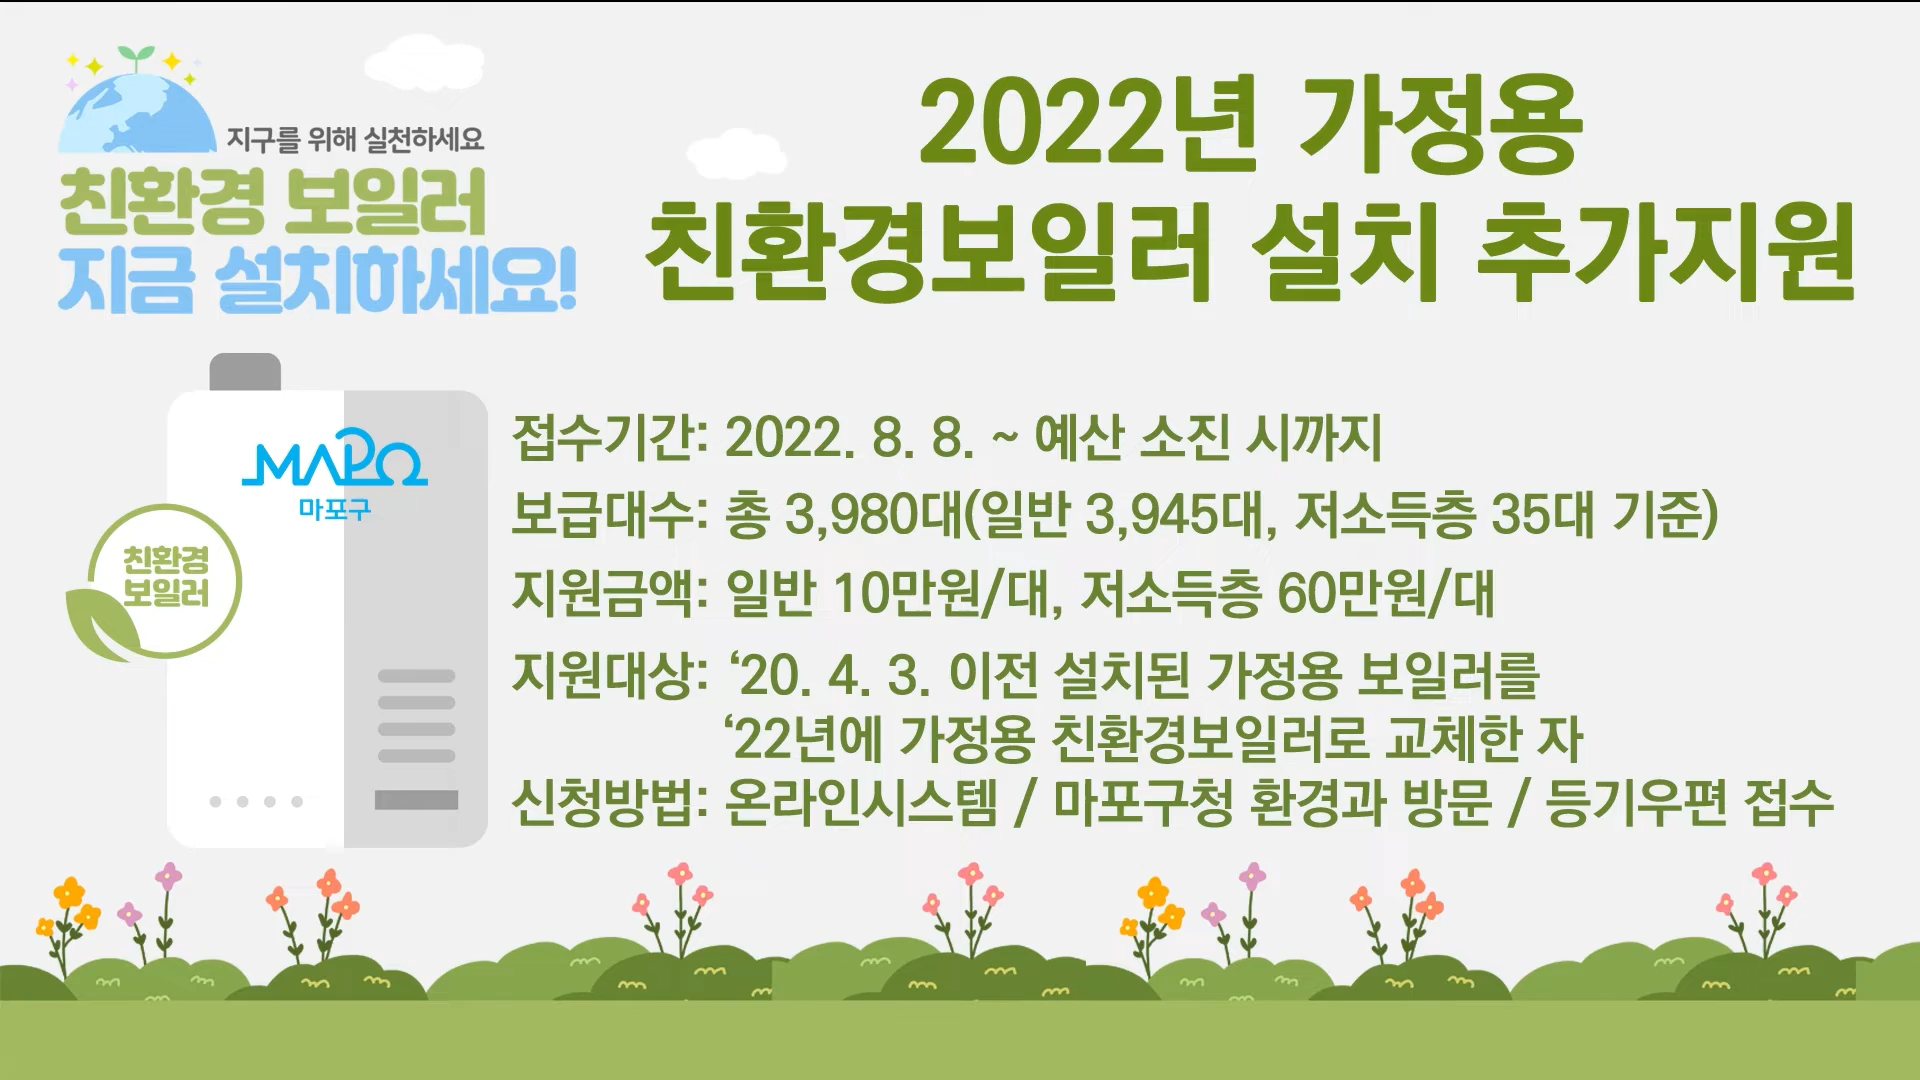 지구를 위해 실천하세요
친환경 보일러
지금 설치하세요!
2022년 가정용
친환경보일러 설치 추가지원
MAPO
마포구
친환경
보일러
접수기간: 2022. 8. 8. ~ 예산 소진 시까지
보급대수: 총 3,980대(일반 3,945대, 저소득층 35대 기준)
지원금액: 일반 10만원/대, 저소득층 60만원/대
지원대상: ‘20. 4. 3. 이전 설치된 가정용 보일러를
‘22년에 가정용 친환경보일러로 교체한 자
신청방법: 온라인시스템 / 마포구청 환경과 방문 / 등기우편 접수